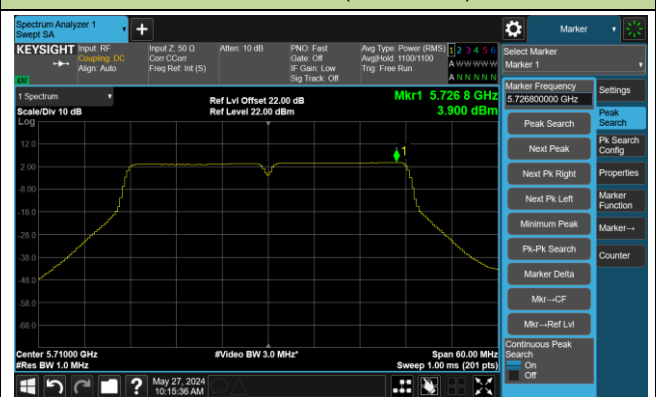 Spectrum Analyzer 1
Swept SA
+
Marker
KEYSIGHT
Input: RF
Coupling: DC
Align: Auto
Input Z: 50 Ω
Corr CCorr
Freq Ref: Int (S)
Atten: 10 dB
PNO: Fast
Gate: Off
IF Gain: Low
Sig Track: Off
Avg Type: Power (RMS)
Avg|Hold: 1100/1100
Trig: Free Run
1 2 3 4 5 6
A W W W W W
A N N N N N
Select Marker
Marker 1
1 Spectrum
Scale/Div 10 dB
Log
Ref Lvl Offset 22.00 dB
Ref Level 22.00 dBm
Mkr1 5.726 8 GHz
3.900 dBm
12.0
2.00
-8.00
-18.0
-28.0
-38.0
-48.0
-58.0
-68.0
1
Center 5.71000 GHz
#Res BW 1.0 MHz
#Video BW 3.0 MHz*
Span 60.00 MHz
Sweep 1.00 ms (201 pts)
Marker Frequency
5.726800000 GHz
Peak Search
Next Peak
Next Pk Right
Next Pk Left
Minimum Peak
Pk-Pk Search
Marker Delta
Mkr→CF
Mkr→Ref Lvl
Continuous Peak
Search
On
Off
Settings
Peak
Search
Pk Search
Config
Properties
Marker
Function
Marker→
Counter
?
May 27, 2024
10:15:36 AM